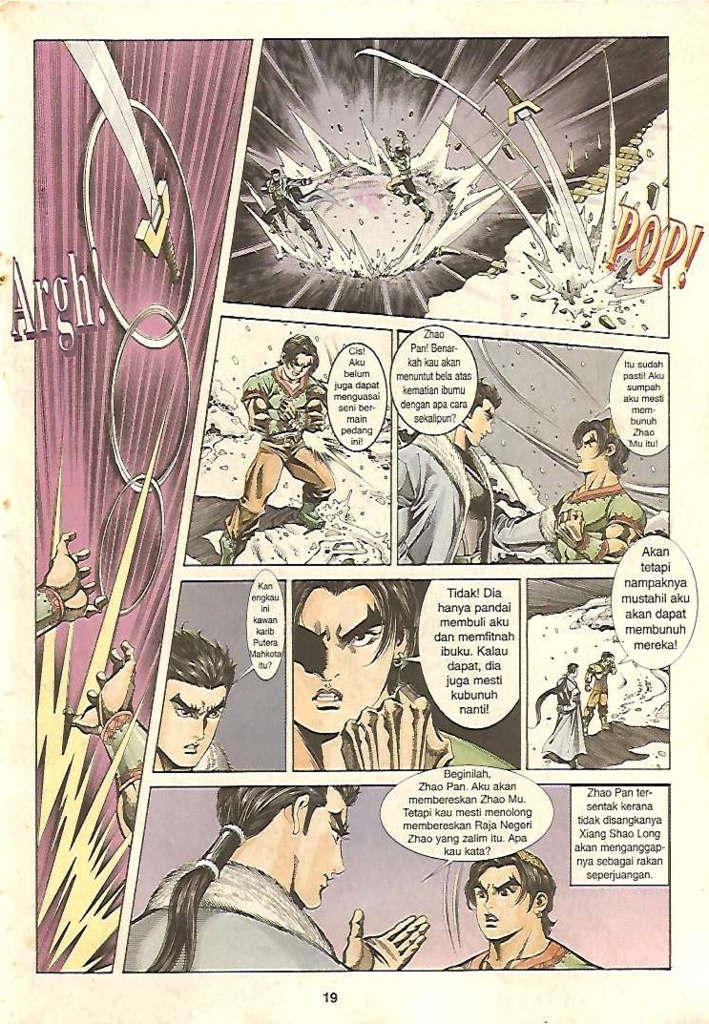 Argh!
POP!
Cis!
Aku
belum
juga dapat
menguasai
seni ber-
main
pedang
ini!
Zhao
Pan! Benar-
kah kau akan
menuntut bela atas
kematian ibumu
dengan apa cara
sekalipun?
Itu sudah
pasti! Aku
sumpah
aku mesti
mem-
bunuh
Zhao
Mu itu!
Akan
tetapi
nampaknya
mustahil aku
akan dapat
membunuh
mereka!
Kan
engkau
ini
kawan
karib
Putera
Mahkota
itu?
Tidak! Dia
hanya pandai
membuli aku
dan memfitnah
ibuku. Kalau
dapat, dia
juga mesti
kubunuh
nanti!
Beginilah,
Zhao Pan. Aku akan
membereskan Zhao Mu.
Tetapi kau mesti menolong
membereskan Raja Negeri
Zhao yang zalim itu. Apa
kau kata?
Zhao Pan ter-
sentak kerana
tidak disangkanya
Xiang Shao Long
akan menganggap-
nya sebagai rakan
seperjuangan.
19